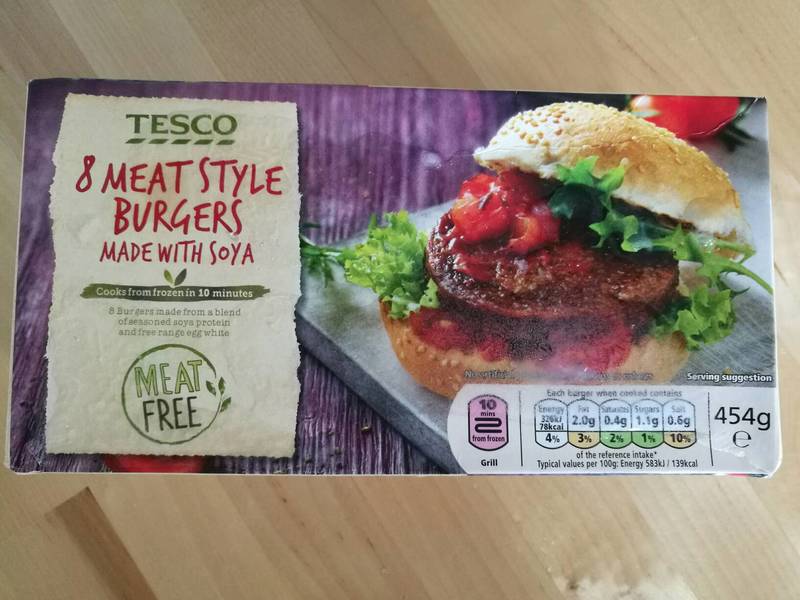 TESCO
8 MEAT STYLE
BURGERS
MADE WITH SOYA
Cooks from frozen in 10 minutes
8 Burgers made from a blend
of seasoned soya protein
and free range egg white
MEAT
FREE
Serving suggestion
10
mins
from frozen
Grill
Each burger when cooked contains
Energy Fat Saturates Sugars Salt
326kJ
78kcal 2.0g 0.4g 1.1g 0.6g
4% 3% 2% 1% 10%
of the reference intake*
Typical values per 100g: Energy 583kJ / 139kcal
454g
e